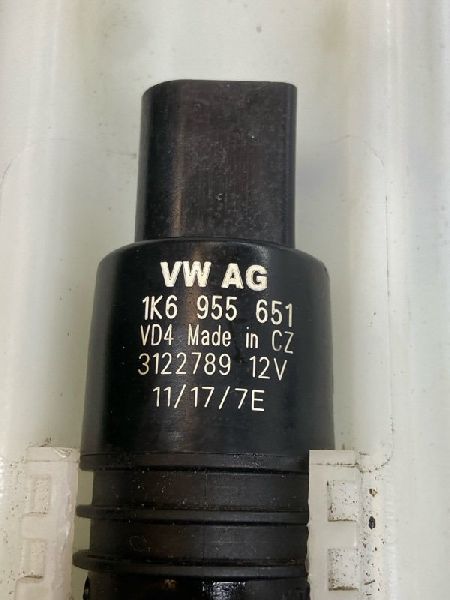 VW AG
1K6 955 651
VD4 Made in CZ
3122789 12V
11/17/7E